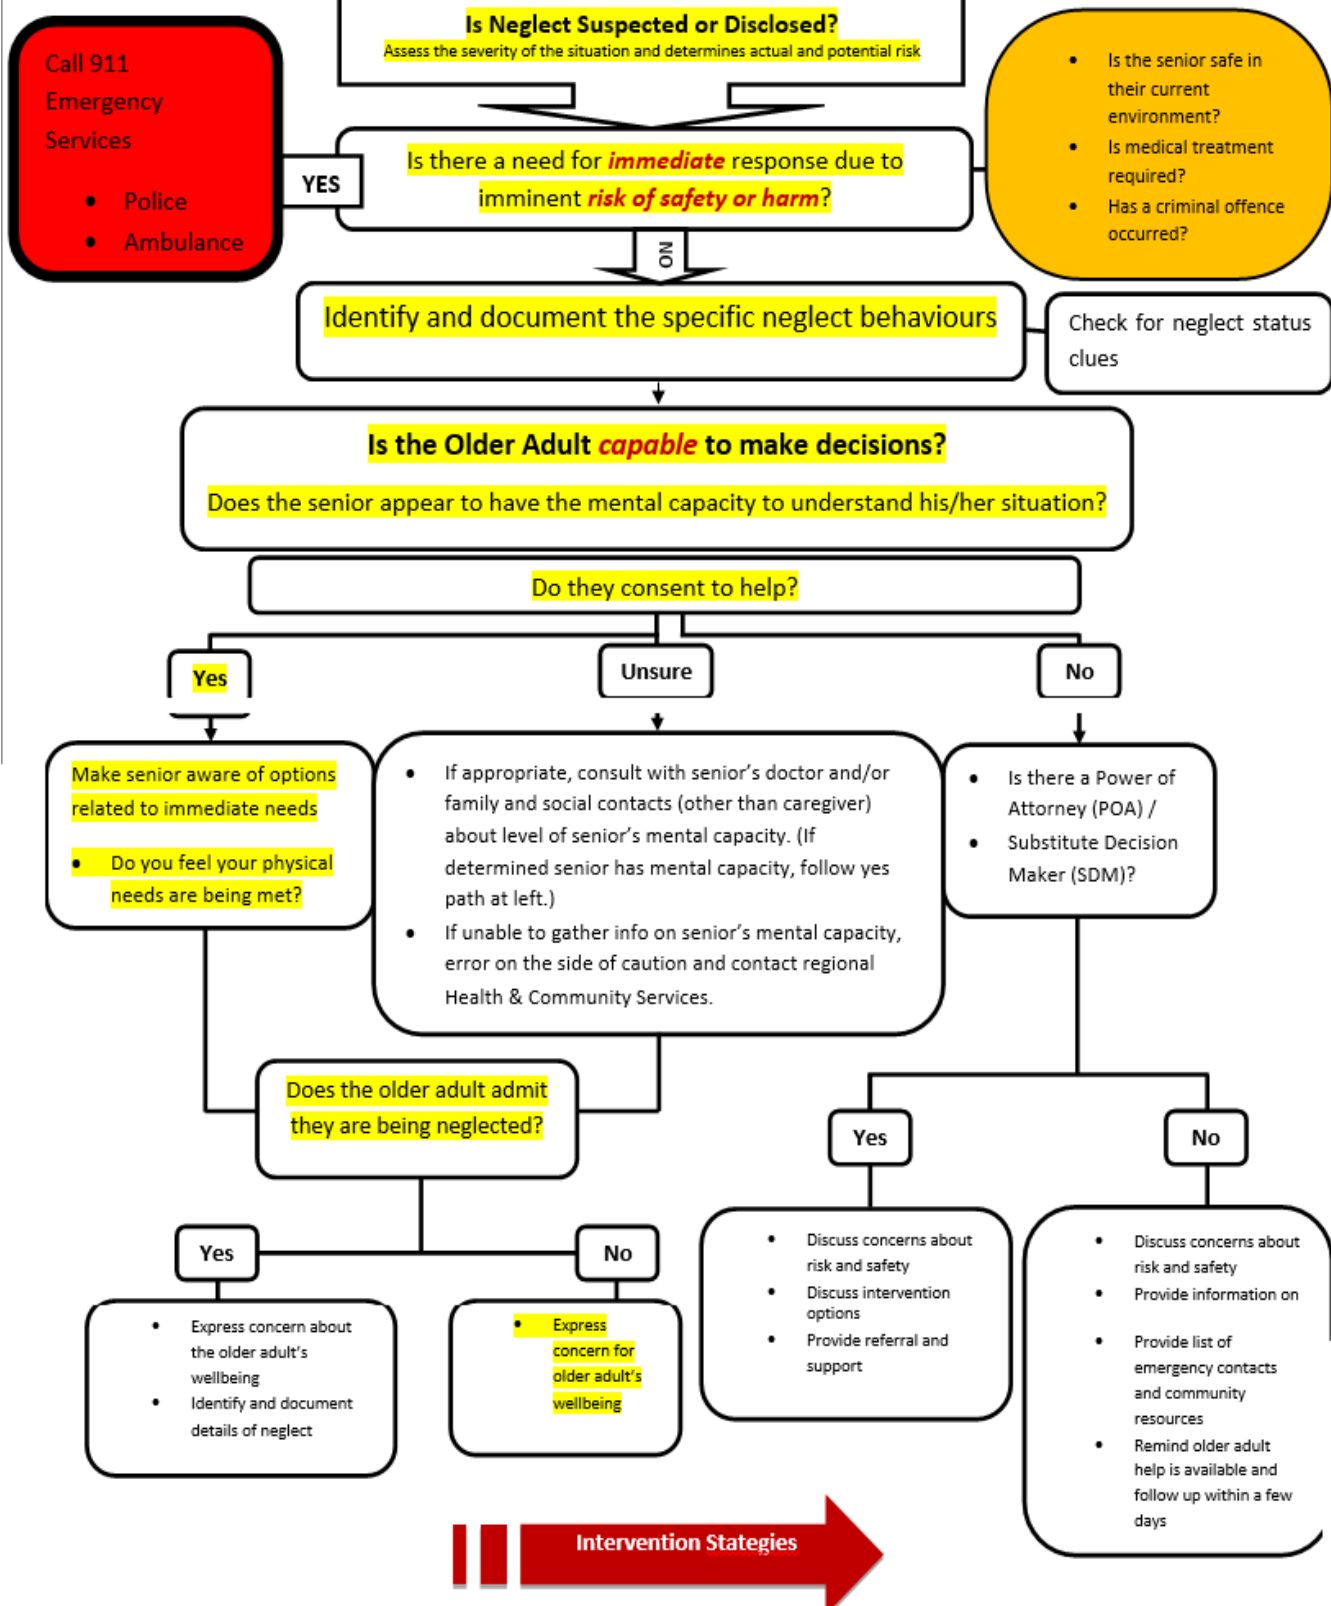 Is Neglect Suspected or Disclosed?
Assess the severity of the situation and determines actual and potential risk
Call 911
Emergency
Services
• Police
• Ambulance
YES
Is there a need for immediate response due to
imminent risk of safety or harm?
• Is the senior safe in
their current
environment?
• Is medical treatment
required?
• Has a criminal offence
occurred?
NO
Identify and document the specific neglect behaviours
Check for neglect status
clues
Is the Older Adult capable to make decisions?
Does the senior appear to have the mental capacity to understand his/her situation?
Do they consent to help?
Yes
Unsure
No
Make senior aware of options
related to immediate needs
• Do you feel your physical
needs are being met?
• If appropriate, consult with senior's doctor and/or
family and social contacts (other than caregiver)
about level of senior's mental capacity. (If
determined senior has mental capacity, follow yes
path at left.)
• If unable to gather info on senior's mental capacity,
error on the side of caution and contact regional
Health & Community Services.
• Is there a Power of
Attorney (POA) /
• Substitute Decision
Maker (SDM)?
Does the older adult admit
they are being neglected?
Yes
No
Yes
No
• Express concern about
the older adult's
wellbeing
• Identify and document
details of neglect
• Express
concern for
older adult's
wellbeing
• Discuss concerns about
risk and safety
• Discuss intervention
options
• Provide referral and
support
• Discuss concerns about
risk and safety
• Provide information on
• Provide list of
emergency contacts
and community
resources
• Remind older adult
help is available and
follow up within a few
days
Intervention Stategies